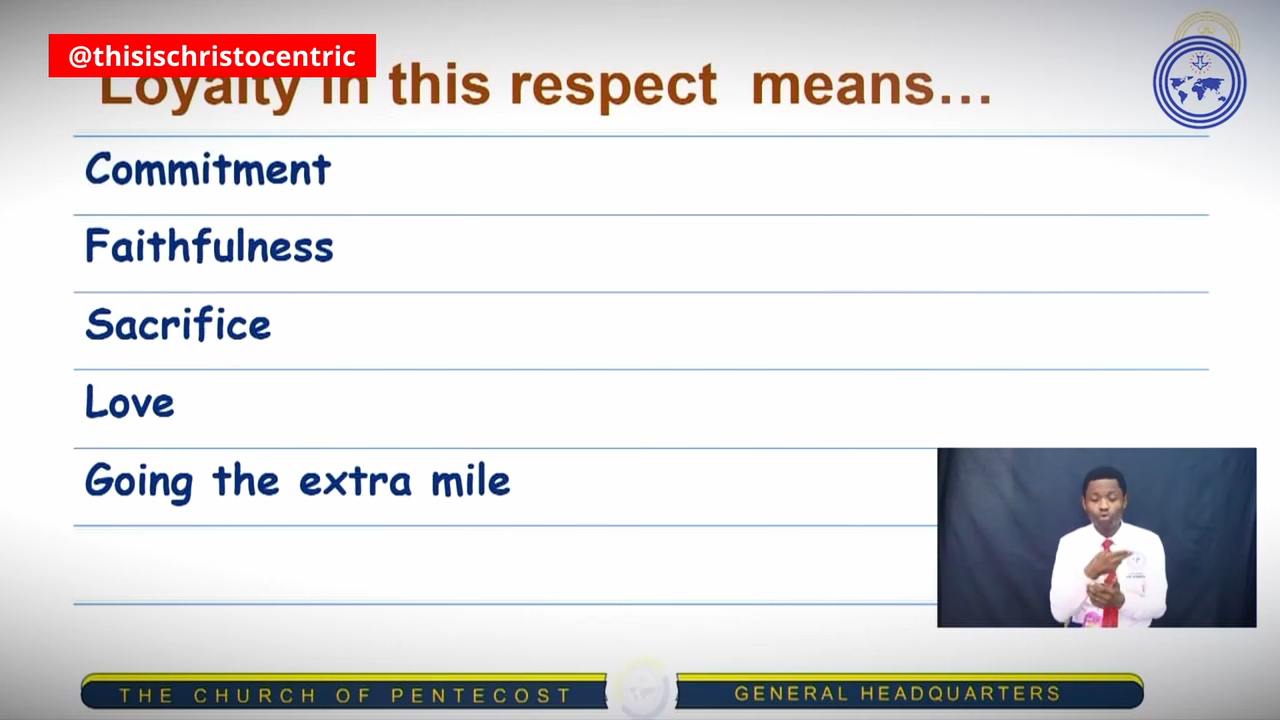 @thisischristocentric
Loyalty in this respect means...
Commitment
Faithfulness
Sacrifice
Love
Going the extra mile
THE CHURCH OF PENTECOST
GENERAL HEADQUARTERS